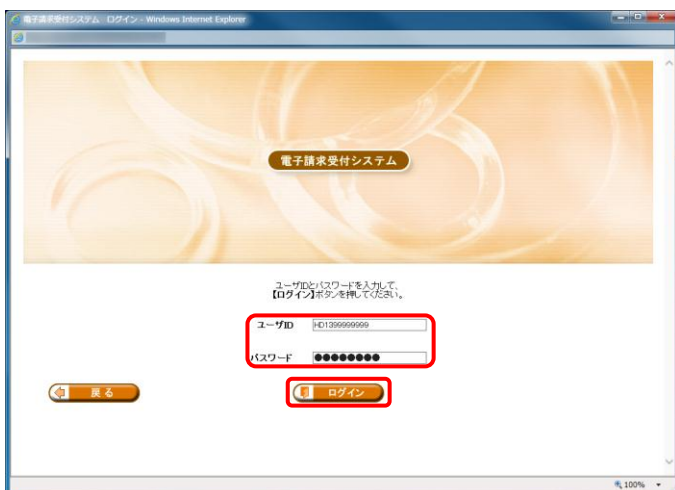 電子請求受付システム ログイン - Windows Internet Explorer
電子請求受付システム
ユーザIDとパスワードを入力して、
【ログイン】ボタンを押してください。
ユーザID HD1399999999
パスワード ●●●●●●●●
戻る ログイン
100%